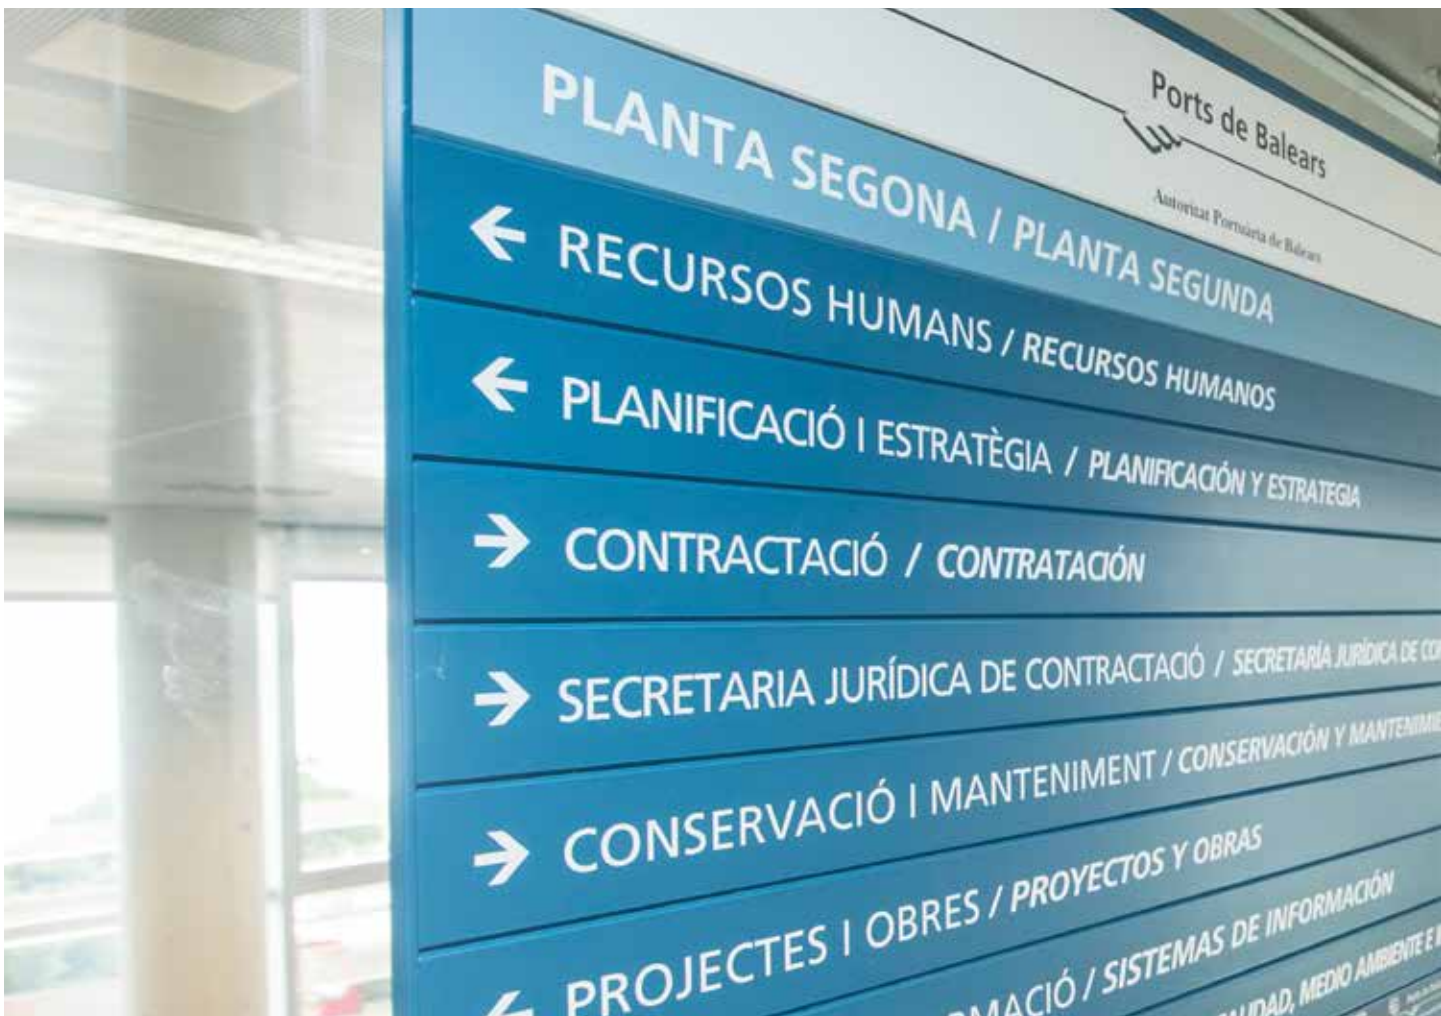 Ports de Balears
Autoritat Portuària de Balears
PLANTA SEGONA / PLANTA SEGUNDA
← RECURSOS HUMANS / RECURSOS HUMANOS
← PLANIFICACIÓ I ESTRATÈGIA / PLANIFICACIÓN Y ESTRATEGIA
→ CONTRACTACIÓ / CONTRATACIÓN
→ SECRETARIA JURÍDICA DE CONTRACTACIÓ / SECRETARÍA JURÍDICA DE
→ CONSERVACIÓ I MANTENIMENT / CONSERVACIÓN Y
← PROJECTES I OBRES / PROYECTOS Y OBRAS
/ SISTEMAS DE INFORMACIÓN
MEDIO AMBIENTE E